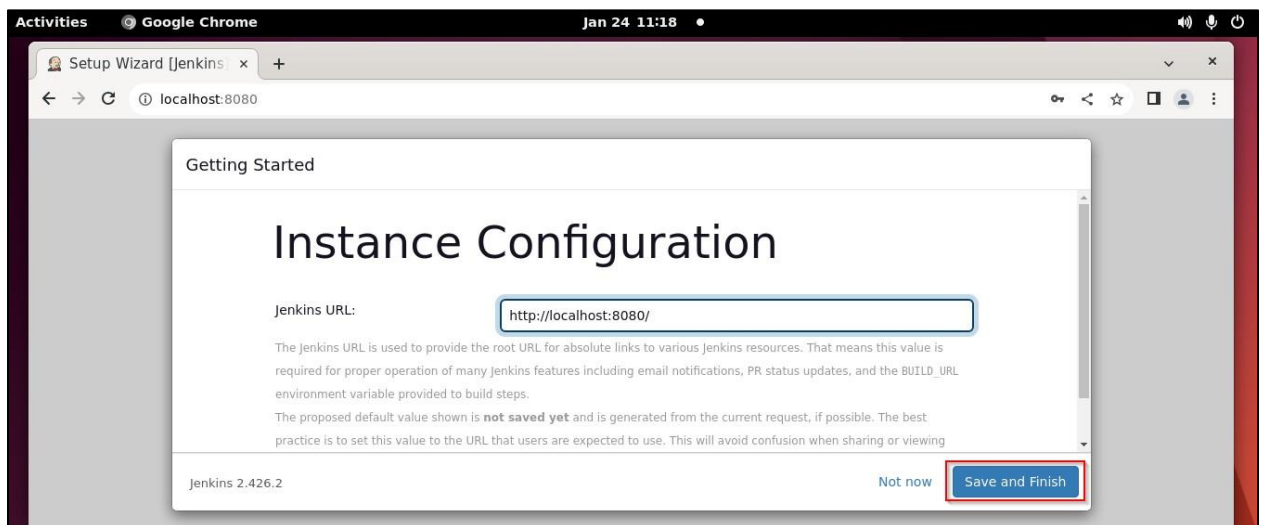 Activities Google Chrome Jan 24 11:18
Setup Wizard [Jenkins]
localhost:8080
Getting Started
Instance Configuration
Jenkins URL: http://localhost:8080/
The Jenkins URL is used to provide the root URL for absolute links to various Jenkins resources. That means this value is
required for proper operation of many Jenkins features including email notifications, PR status updates, and the BUILD_URL
environment variable provided to build steps.
The proposed default value shown is not saved yet and is generated from the current request, if possible. The best
practice is to set this value to the URL that users are expected to use. This will avoid confusion when sharing or viewing
Jenkins 2.426.2 Not now Save and Finish